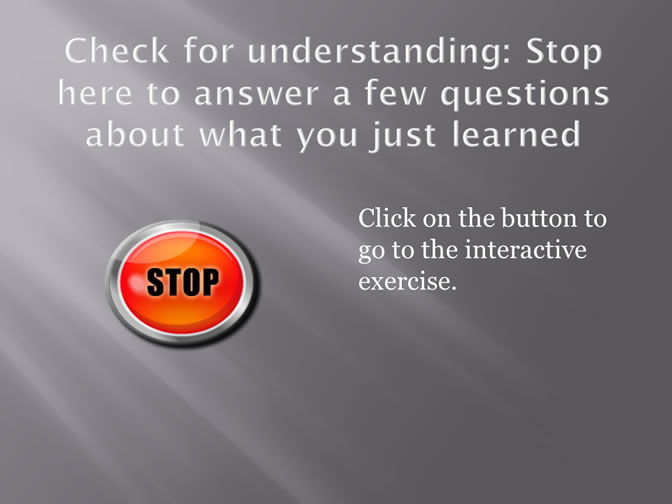 Check for understanding: Stop
here to answer a few questions
about what you just learned
Click on the button to
go to the interactive
exercise.
STOP